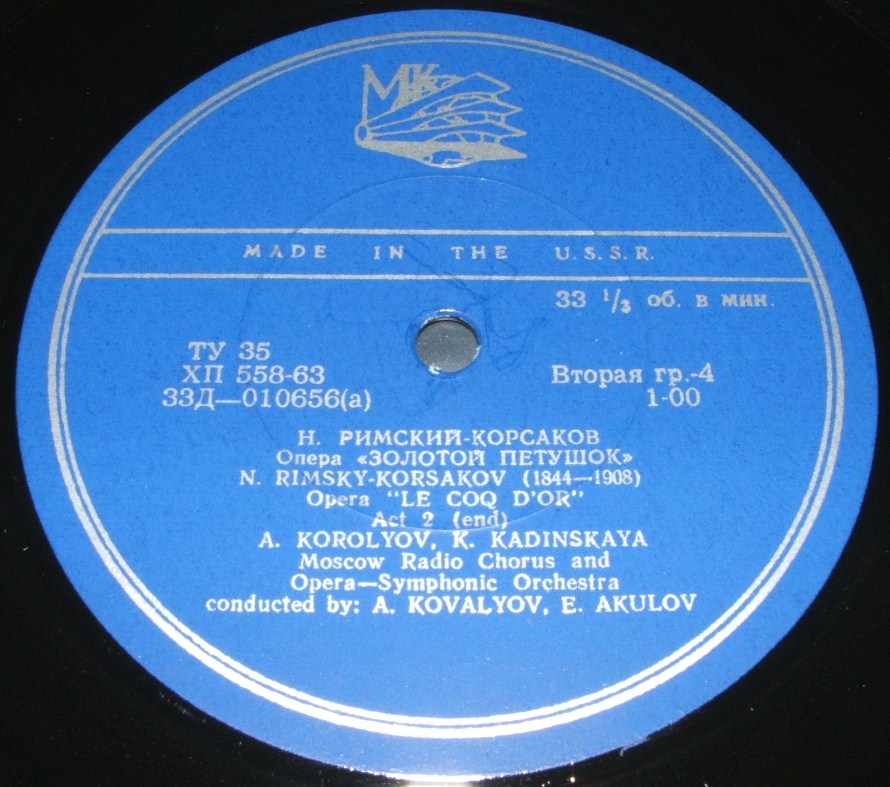 МК
MADE IN THE U.S.S.R.
33 1/3 об. в мин.
ТУ 35
ХП 558-63
33Д—010656(а)
Вторая гр.-4
1-00
Н. РИМСКИЙ-КОРСАКОВ
Опера «ЗОЛОТОЙ ПЕТУШОК»
N. RIMSKY-KORSAKOV (1844—1908)
Opera "LE COQ D'OR"
Act 2 (end)
A. KOROLYOV, K. KADINSKAYA
Moscow Radio Chorus and
Opera—Symphonic Orchestra
conducted by: A. KOVALYOV, E. AKULOV